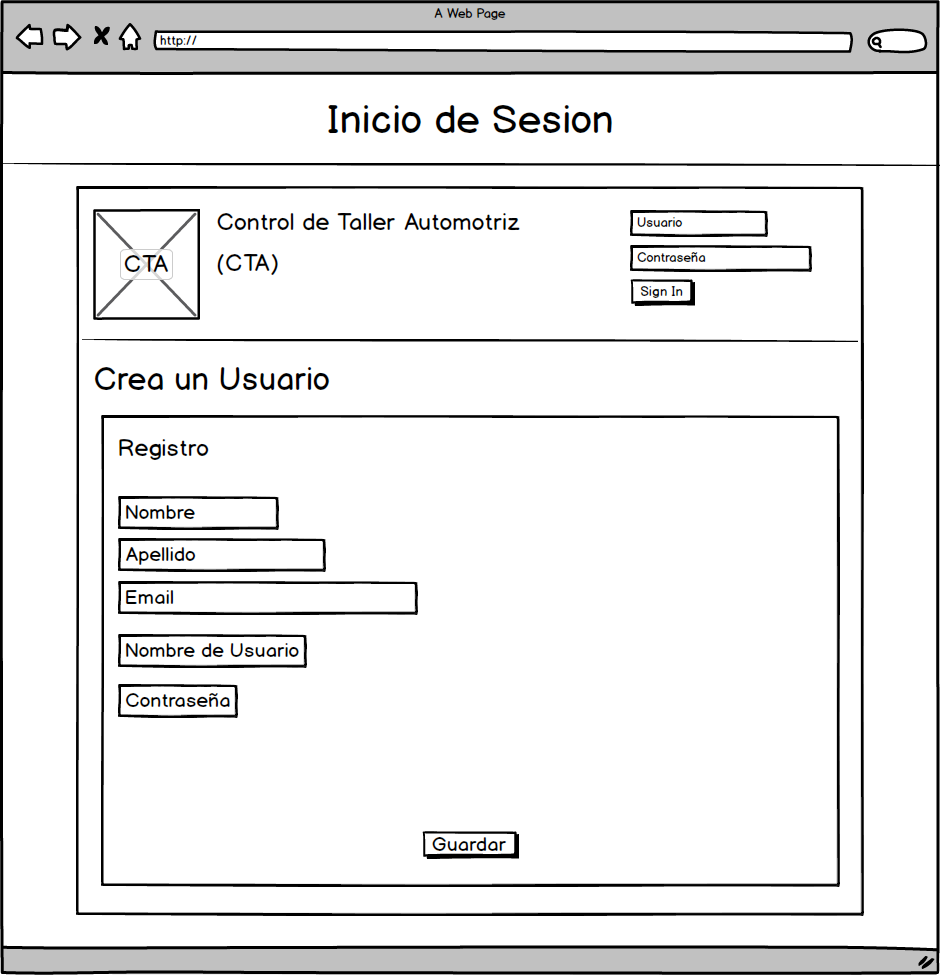 A Web Page
http://
Inicio de Sesion
CTA
Control de Taller Automotriz
(CTA)
Usuario
Contraseña
Sign In
Crea un Usuario
Registro
Nombre
Apellido
Email
Nombre de Usuario
Contraseña
Guardar